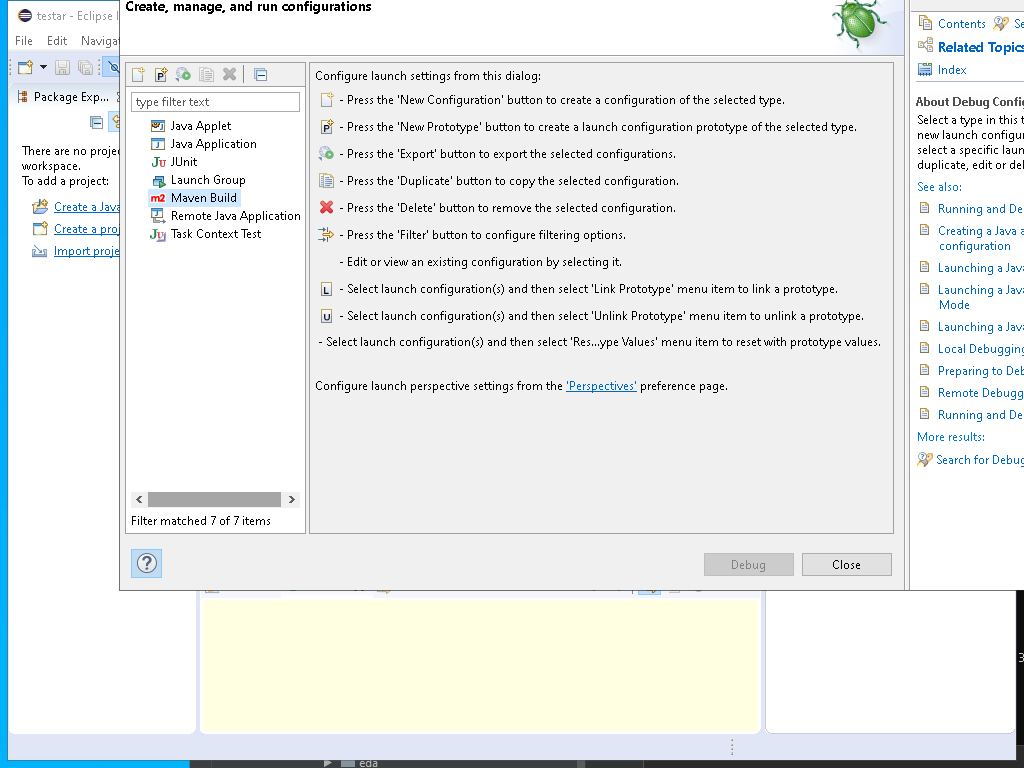 testar - Eclipse I
File Edit Naviga
Package Exp...
There are no proje
workspace.
To add a project:
Create a Java
Create a proj
Import proje
Create, manage, and run configurations
type filter text
Java Applet
Java Application
JUnit
Launch Group
Maven Build
Remote Java Application
Task Context Test
Filter matched 7 of 7 items
Configure launch settings from this dialog:
- Press the 'New Configuration' button to create a configuration of the selected type.
- Press the 'New Prototype' button to create a launch configuration prototype of the selected type.
- Press the 'Export' button to export the selected configurations.
- Press the 'Duplicate' button to copy the selected configuration.
- Press the 'Delete' button to remove the selected configuration.
- Press the 'Filter' button to configure filtering options.
- Edit or view an existing configuration by selecting it.
- Select launch configuration(s) and then select 'Link Prototype' menu item to link a prototype.
- Select launch configuration(s) and then select 'Unlink Prototype' menu item to unlink a prototype.
- Select launch configuration(s) and then select 'Res...ype Values' menu item to reset with prototype values.
Configure launch perspective settings from the 'Perspectives' preference page.
Debug
Close
Contents Se
Related Topics
Index
About Debug Config
Select a type in this t
new launch configur
select a specific laun
duplicate, edit or del
See also:
Running and De
Creating a Java a
configuration
Launching a Java
Launching a Java
Mode
Launching a Java
Local Debugging
Preparing to Deb
Remote Debugg
Running and De
More results:
Search for Debug
3
eda